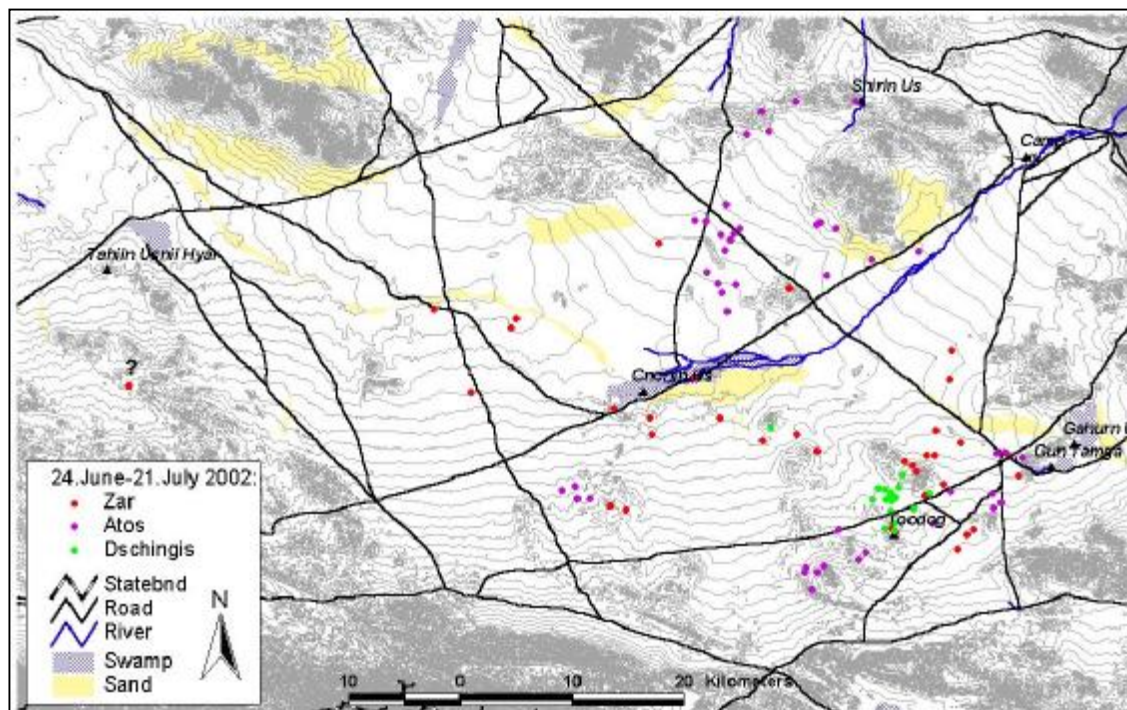 Shirin Us
Camp
Tahiin Usnii Hyar
?
Gahurn U
Gun Tamga
24.June-21.July 2002:
Zar
Atos
Dschingis
Toodog
Statebnd
Road
N
River
Swamp
Sand
10 0 10 20 Kilometers